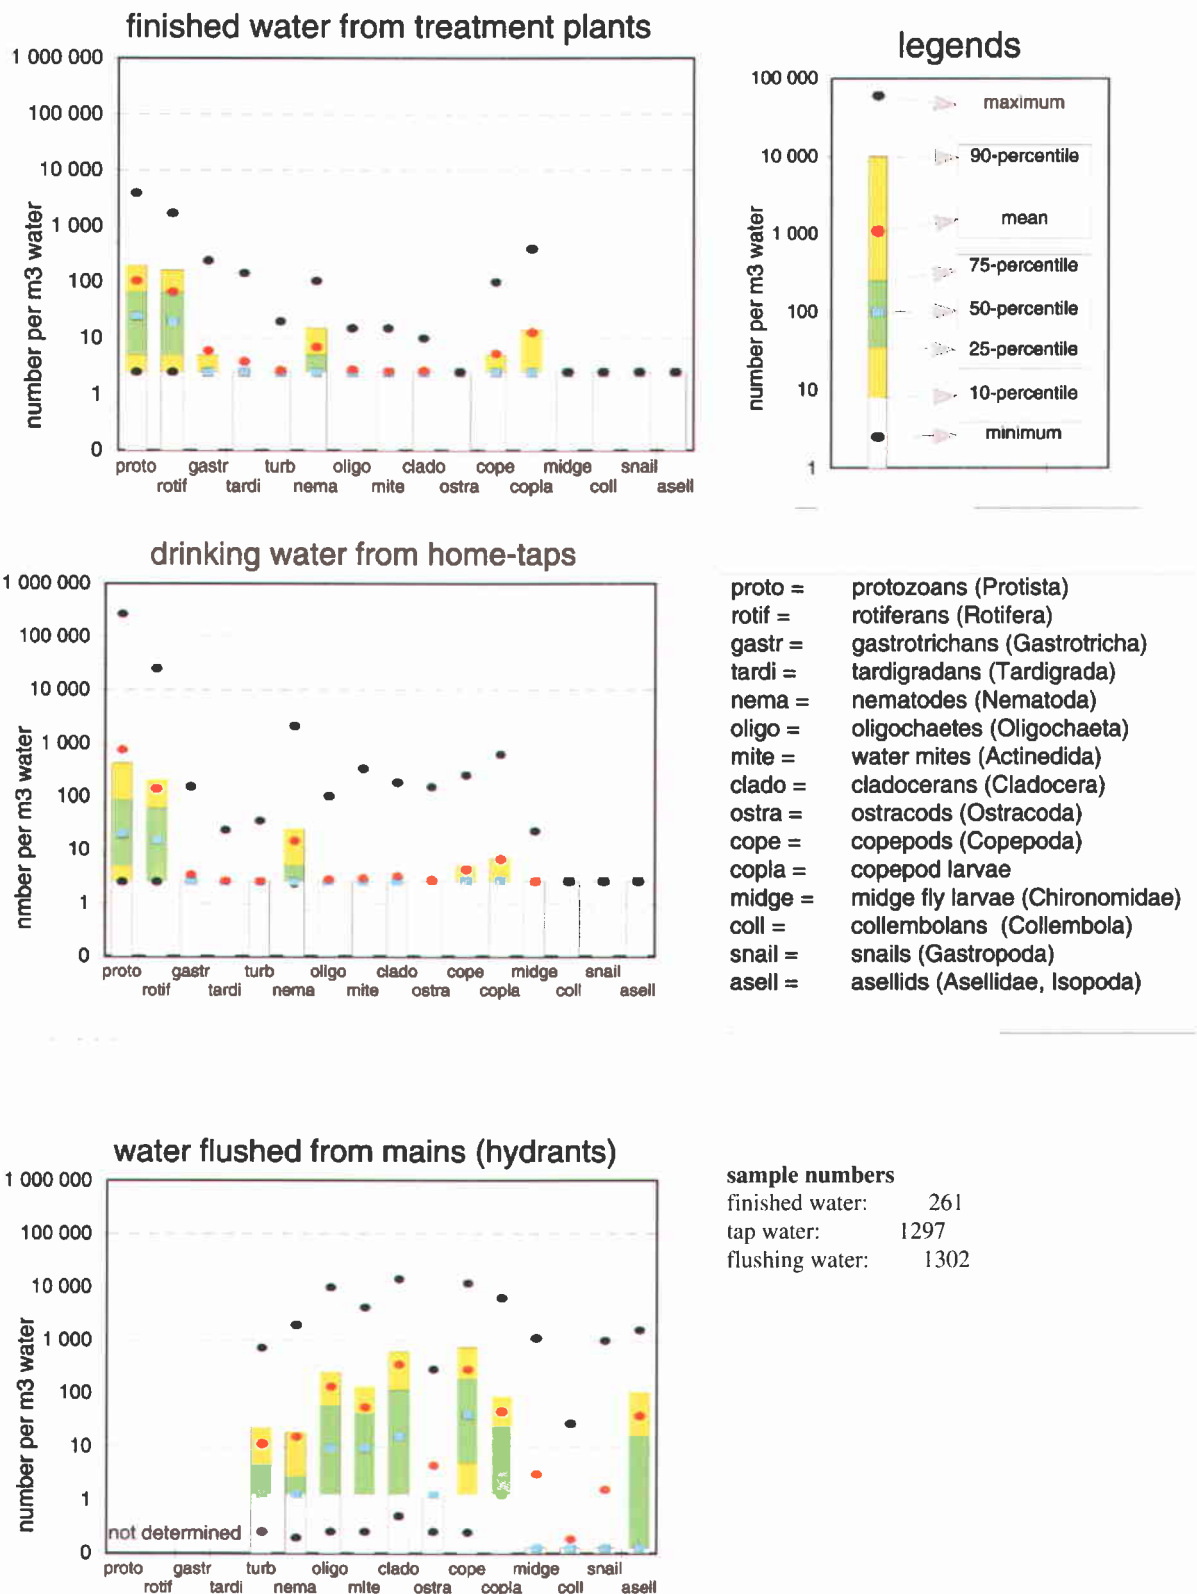 finished water from treatment plants
1 000 000
100 000
10 000
1 000
100
10
1
0
number per m3 water
proto gastr turb oligo clado cope midge snail
rotif tardi nema mite ostra copla coll asell
legends
100 000
10 000
1 000
100
10
1
number per m3 water
maximum
90-percentile
mean
75-percentile
50-percentile
25-percentile
10-percentile
minimum
drinking water from home-taps
1 000 000
100 000
10 000
1 000
100
10
1
0
nmber per m3 water
proto gastr turb oligo clado cope midge snail
rotif tardi nema mite ostra copla coll asell
proto = protozoans (Protista)
rotif = rotiferans (Rotifera)
gastr = gastrotrichans (Gastrotricha)
tardi = tardigradans (Tardigrada)
nema = nematodes (Nematoda)
oligo = oligochaetes (Oligochaeta)
mite = water mites (Actinedida)
clado = cladocerans (Cladocera)
ostra = ostracods (Ostracoda)
cope = copepods (Copepoda)
copla = copepod larvae
midge = midge fly larvae (Chironomidae)
coll = collembolans (Collembola)
snail = snails (Gastropoda)
asell = asellids (Asellidae, Isopoda)
water flushed from mains (hydrants)
1 000 000
100 000
10 000
1 000
100
10
1
0
number per m3 water
not determined
proto gastr turb oligo clado cope midge snail
rotif tardi nema mite ostra copla coll asell
sample numbers
finished water: 261
tap water: 1297
flushing water: 1302